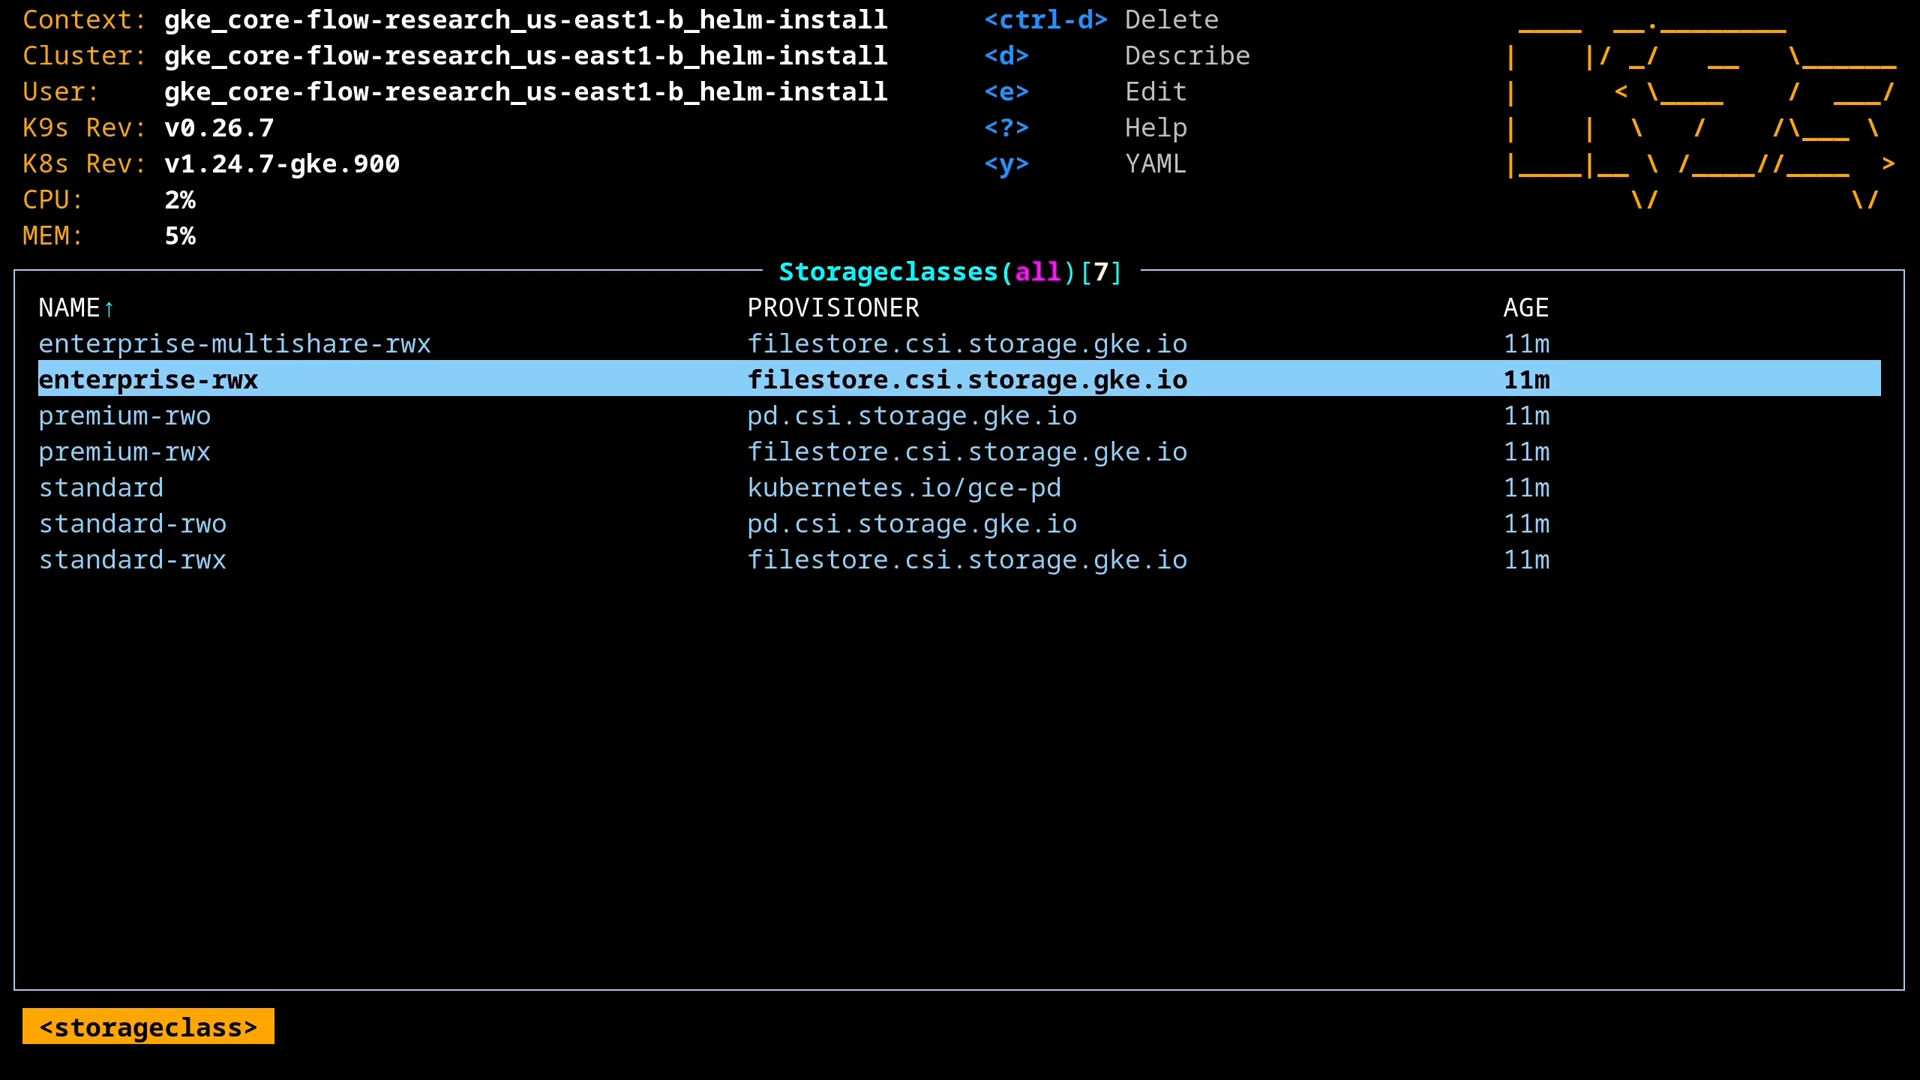 Context: gke_core-flow-research_us-east1-b_helm-install <ctrl-d> Delete
Cluster: gke_core-flow-research_us-east1-b_helm-install <d> Describe
User: gke_core-flow-research_us-east1-b_helm-install <e> Edit
K9s Rev: v0.26.7 <?> Help
K8s Rev: v1.24.7-gke.900 <y> YAML
CPU: 2%
MEM: 5%
Storageclasses(all)[7]
NAME↑ PROVISIONER AGE
enterprise-multishare-rwx filestore.csi.storage.gke.io 11m
enterprise-rwx filestore.csi.storage.gke.io 11m
premium-rwo pd.csi.storage.gke.io 11m
premium-rwx filestore.csi.storage.gke.io 11m
standard kubernetes.io/gce-pd 11m
standard-rwo pd.csi.storage.gke.io 11m
standard-rwx filestore.csi.storage.gke.io 11m
<storageclass>